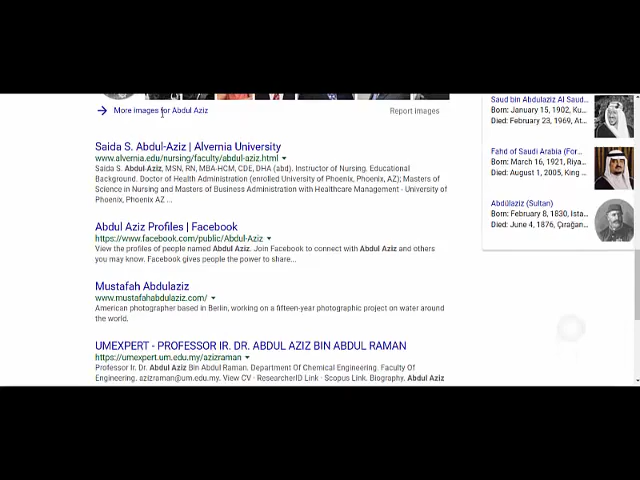 More images for Abdul Aziz
Report images
Saida S. Abdul-Aziz | Alvernia University
www.alvernia.edu/nursing/faculty/abdul-aziz.html
Saida S. Abdul-Aziz, MSN, RN, MBA-HCM, CDE, DHA (abd). Instructor of Nursing. Educational
Background. Doctor of Health Administration (enrolled University of Phoenix, Phoenix, AZ); Masters of
Science in Nursing and Masters of Business Administration with Healthcare Management - University of
Phoenix, Phoenix AZ ...
Abdul Aziz Profiles | Facebook
https://www.facebook.com/public/Abdul-Aziz
View the profiles of people named Abdul Aziz. Join Facebook to connect with Abdul Aziz and others
you may know. Facebook gives people the power to share...
Mustafah Abdulaziz
www.mustafahabdulaziz.com/
American photographer based in Berlin, working on a fifteen-year photographic project on water around
the world.
UMEXPERT - PROFESSOR IR. DR. ABDUL AZIZ BIN ABDUL RAMAN
https://umexpert.um.edu.my/azizraman
Professor Ir. Dr. Abdul Aziz Bin Abdul Raman. Department Of Chemical Engineering. Faculty Of
Engineering. azizraman@um.edu.my. View CV · ResearcherID Link · Scopus Link. Biography. Abdul Aziz
Saud bin Abdulaziz Al Saud...
Born: January 15, 1902, Ku...
Died: February 23, 1969, At...
Fahd of Saudi Arabia (For...
Born: March 16, 1921, Riya...
Died: August 1, 2005, King ...
Abdülaziz (Sultan)
Born: February 8, 1830, Ista...
Died: June 4, 1876, Çırağan...